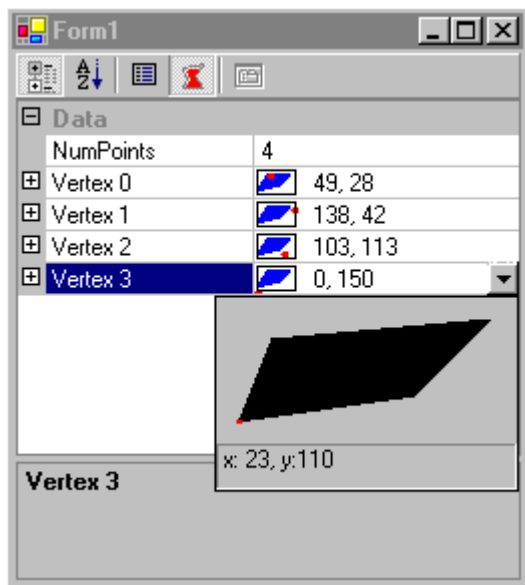 Form1
A
Z
Data
NumPoints 4
Vertex 0 49, 28
Vertex 1 138, 42
Vertex 2 103, 113
Vertex 3 0, 150
x: 23, y:110
Vertex 3